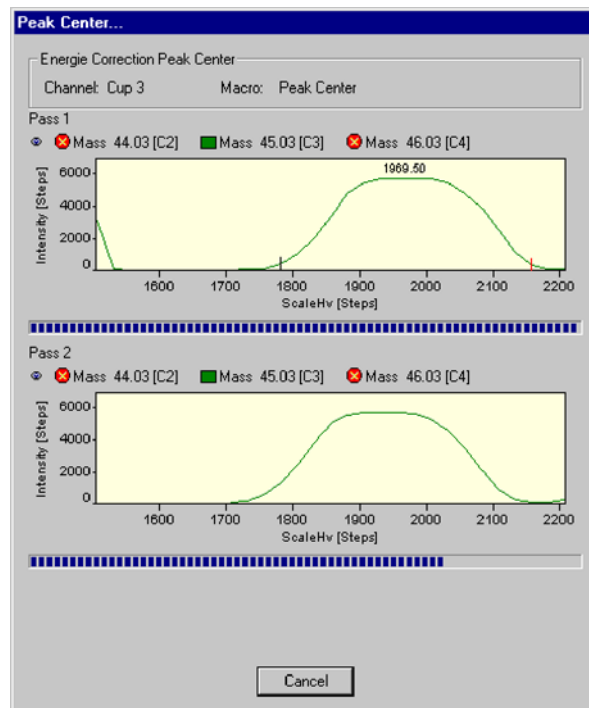 Peak Center...
Energie Correction Peak Center
Channel: Cup 3 Macro: Peak Center
Pass 1
Mass 44.03 [C2] Mass 45.03 [C3] Mass 46.03 [C4]
1969.50
Intensity [Steps]
6000
4000
2000
0
1600 1700 1800 1900 2000 2100 2200
ScaleHv [Steps]
Pass 2
Mass 44.03 [C2] Mass 45.03 [C3] Mass 46.03 [C4]
Intensity [Steps]
6000
4000
2000
0
1600 1700 1800 1900 2000 2100 2200
ScaleHv [Steps]
Cancel